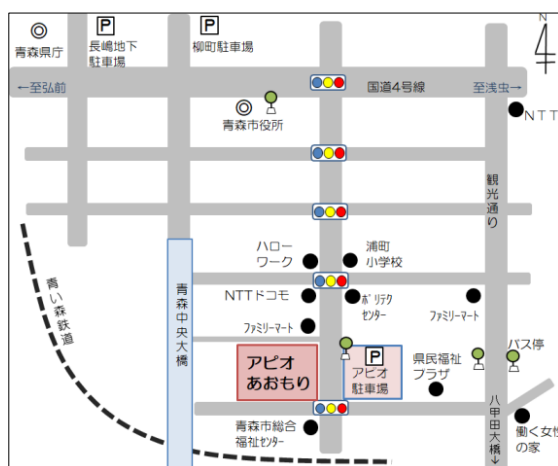 P
P
青森県庁
長嶋地下
駐車場
柳町駐車場
←至弘前
国道4号線
至浅虫→
青森市役所
NTT
観光通り
ハロー
ワーク
浦町
小学校
青い森鉄道
青森中央大橋
NTTドコモ
ポリテク
センター
ファミリーマート
ファミリーマート
バス停
アピオ
あおもり
P
アピオ
駐車場
県民福祉
プラザ
八甲田大橋→
青森市総合
福祉センター
働く女性
の家